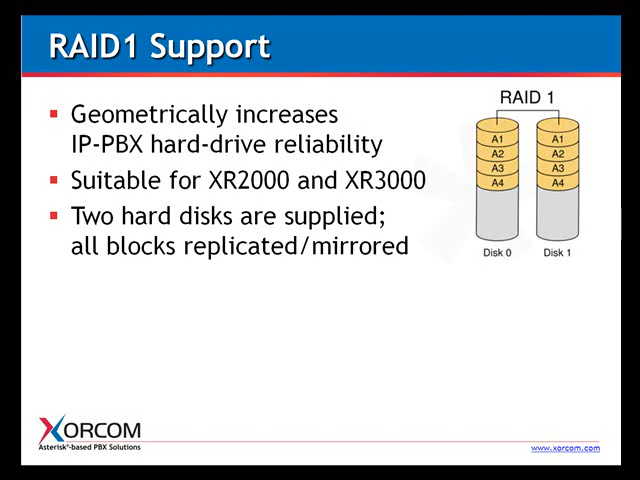 RAID1 Support
Geometrically increases
IP-PBX hard-drive reliability
Suitable for XR2000 and XR3000
Two hard disks are supplied;
all blocks replicated/mirrored
RAID 1
A1 A1
A2 A2
A3 A3
A4 A4
Disk 0 Disk 1
XORCOM
Asterisk®-based PBX Solutions
www.xorcom.com